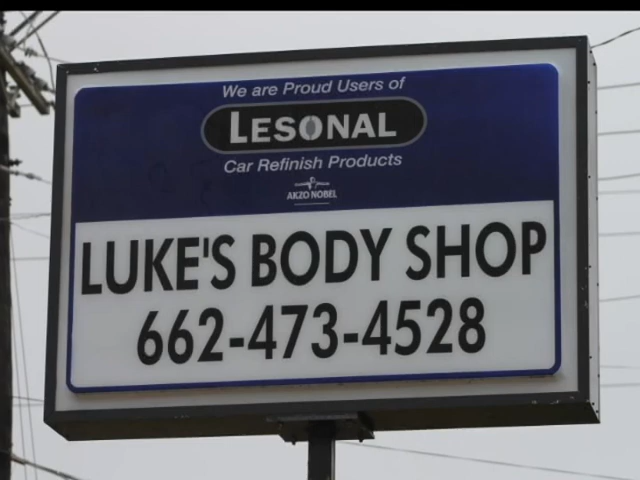 We are Proud Users of
LESONAL
Car Refinish Products
AKZO NOBEL
LUKE'S BODY SHOP
662-473-4528